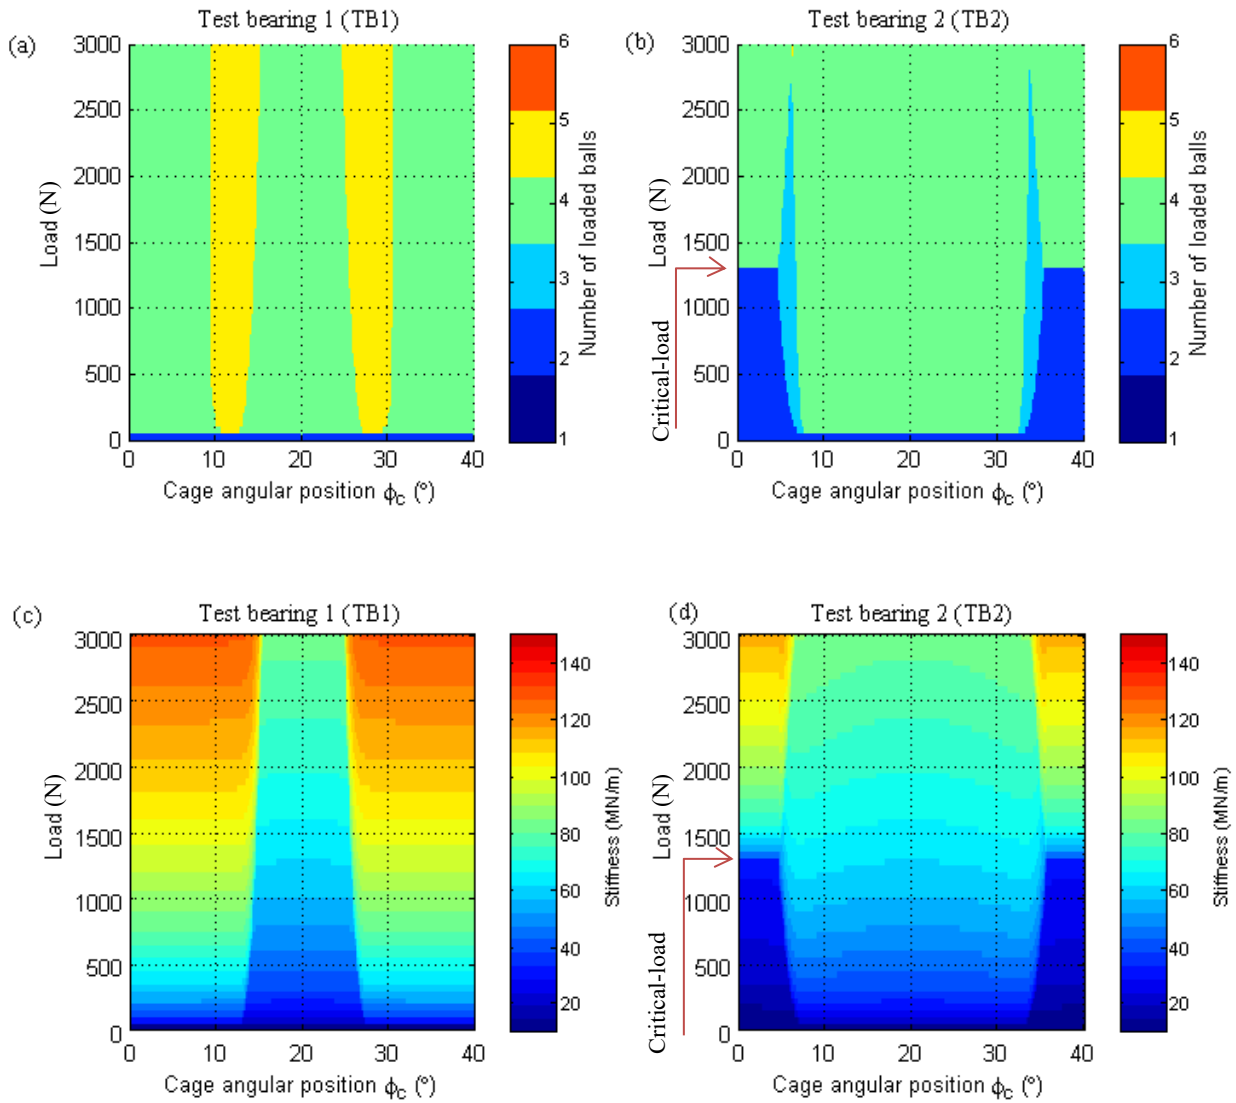 Test bearing 1 (TB1)
(a)
3000
2500
2000
1500
1000
500
0
Load (N)
0 10 20 30 40
Cage angular position ϕc (°)
6
5
4
3
2
1
Number of loaded balls
Test bearing 2 (TB2)
(b)
3000
2500
2000
1500
1000
500
0
Load (N)
Critical-load
0 10 20 30 40
Cage angular position ϕc (°)
6
5
4
3
2
1
Number of loaded balls
Test bearing 1 (TB1)
(c)
3000
2500
2000
1500
1000
500
0
Load (N)
0 10 20 30 40
Cage angular position ϕc (°)
140
120
100
80
60
40
20
Stiffness (MN/m)
Test bearing 2 (TB2)
(d)
3000
2500
2000
1500
1000
500
0
Load (N)
Critical-load
0 10 20 30 40
Cage angular position ϕc (°)
140
120
100
80
60
40
20
Stiffness (MN/m)